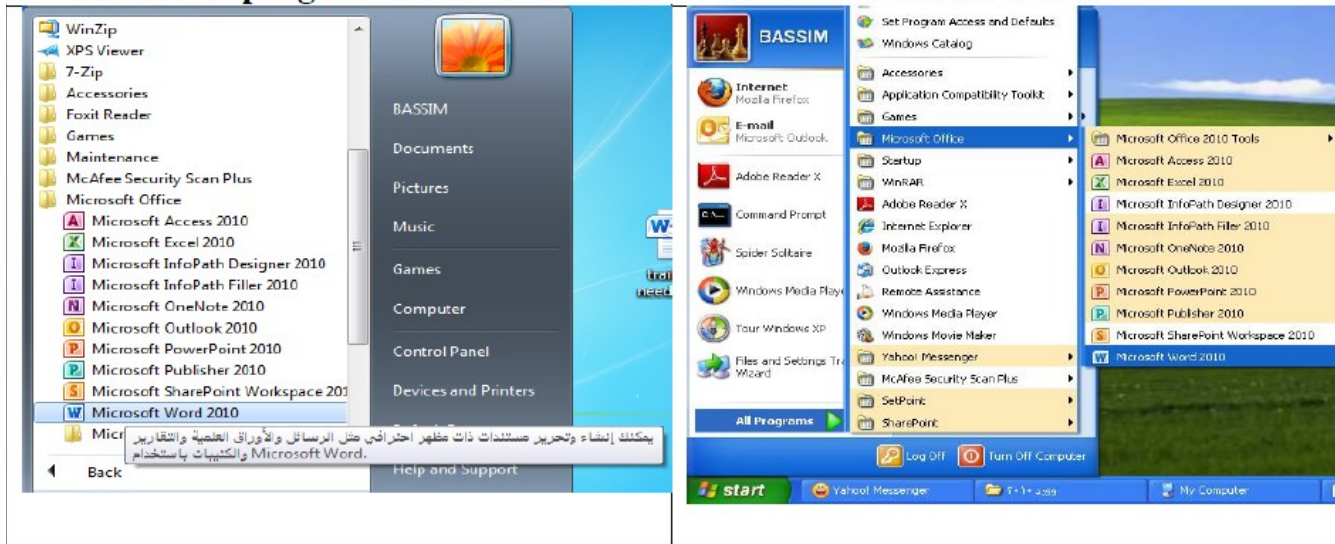 WinZip
XPS Viewer
7-Zip
Accessories
Foxit Reader
Games
Maintenance
McAfee Security Scan Plus
Microsoft Office
Microsoft Access 2010
Microsoft Excel 2010
Microsoft InfoPath Designer 2010
Microsoft InfoPath Filler 2010
Microsoft OneNote 2010
Microsoft Outlook 2010
Microsoft PowerPoint 2010
Microsoft Publisher 2010
Microsoft SharePoint Workspace 201
Microsoft Word 2010
Micr
يمكنك إنشاء وتحرير مستندات ذات مظهر احترافي مثل الرسائل والأوراق العلمية والتقارير
والكتيبات باستخدام Microsoft Word.
Back
BASSIM
Documents
Pictures
Music
Games
Computer
Control Panel
Devices and Printers
Help and Support
need
BASSIM
Internet
Mozilla Firefox
E-mail
Microsoft Outlook
Adobe Reader X
Command Prompt
Spider Solitaire
Windows Media Playe
Tour Windows XP
Files and Settings Tra
Wizard
All Programs
Set Program Access and Defaults
Windows Catalog
Accessories
Application Compatibility Toolkit
Games
Microsoft Office
Startup
WinRAR
Adobe Reader X
Internet Explorer
Mozilla Firefox
Outlook Express
Remote Assistance
Windows Media Player
Windows Movie Maker
Yahoo! Messenger
McAfee Security Scan Plus
SetPoint
SharePoint
Microsoft Office 2010 Tools
Microsoft Access 2010
Microsoft Excel 2010
Microsoft InfoPath Designer 2010
Microsoft InfoPath Filler 2010
Microsoft OneNote 2010
Microsoft Outlook 2010
Microsoft PowerPoint 2010
Microsoft Publisher 2010
Microsoft SharePoint Workspace 2010
Microsoft Word 2010
Log Off
Turn Off Computer
start
Yahoo! Messenger
My Computer